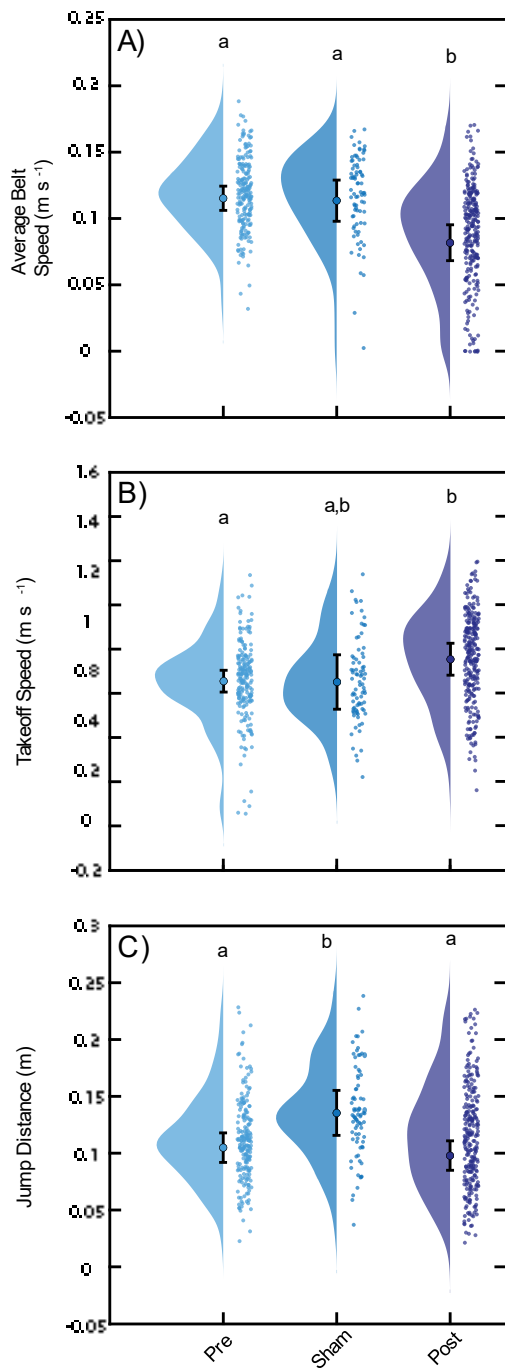 A)
a a b
0.25
0.2
0.15
0.1
0.05
0
-0.05
Average Belt
Speed (m s ⁻¹)
B)
a a,b b
1.6
1.4
1.2
1
0.8
0.6
0.4
0.2
0
-0.2
Takeoff Speed (m s ⁻¹)
C)
a b a
0.3
0.25
0.2
0.15
0.1
0.05
0
-0.05
Jump Distance (m)
Pre Sham Post